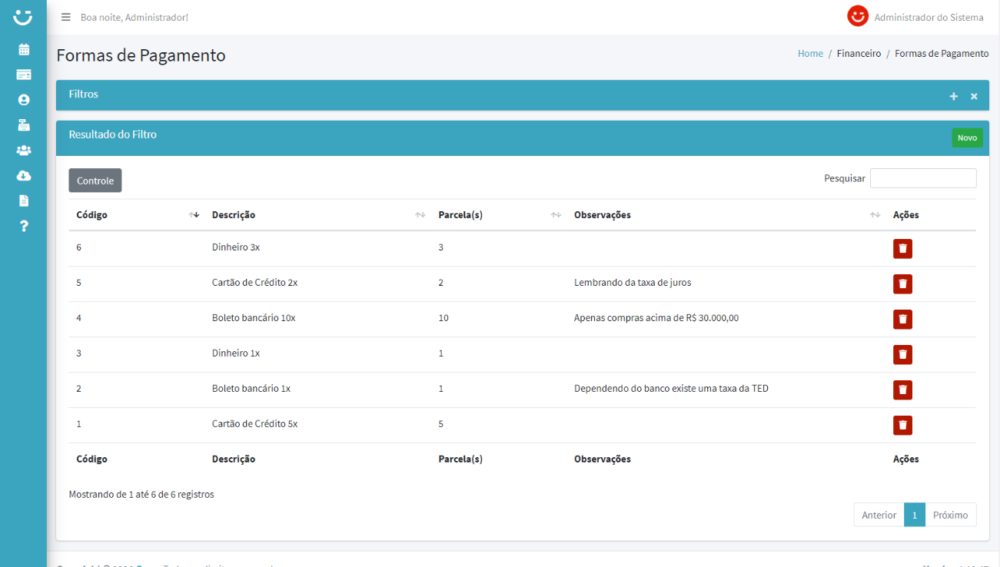 Boa noite, Administrador! Administrador do Sistema
Formas de Pagamento Home / Financeiro / Formas de Pagamento
Filtros
Resultado do Filtro Novo
Controle Pesquisar
Código Descrição Parcela(s) Observações Ações
6 Dinheiro 3x 3
5 Cartão de Crédito 2x 2 Lembrando da taxa de juros
4 Boleto bancário 10x 10 Apenas compras acima de R$ 30.000,00
3 Dinheiro 1x 1
2 Boleto bancário 1x 1 Dependendo do banco existe uma taxa da TED
1 Cartão de Crédito 5x 5
Código Descrição Parcela(s) Observações Ações
Mostrando de 1 até 6 de 6 registros
Anterior 1 Próximo